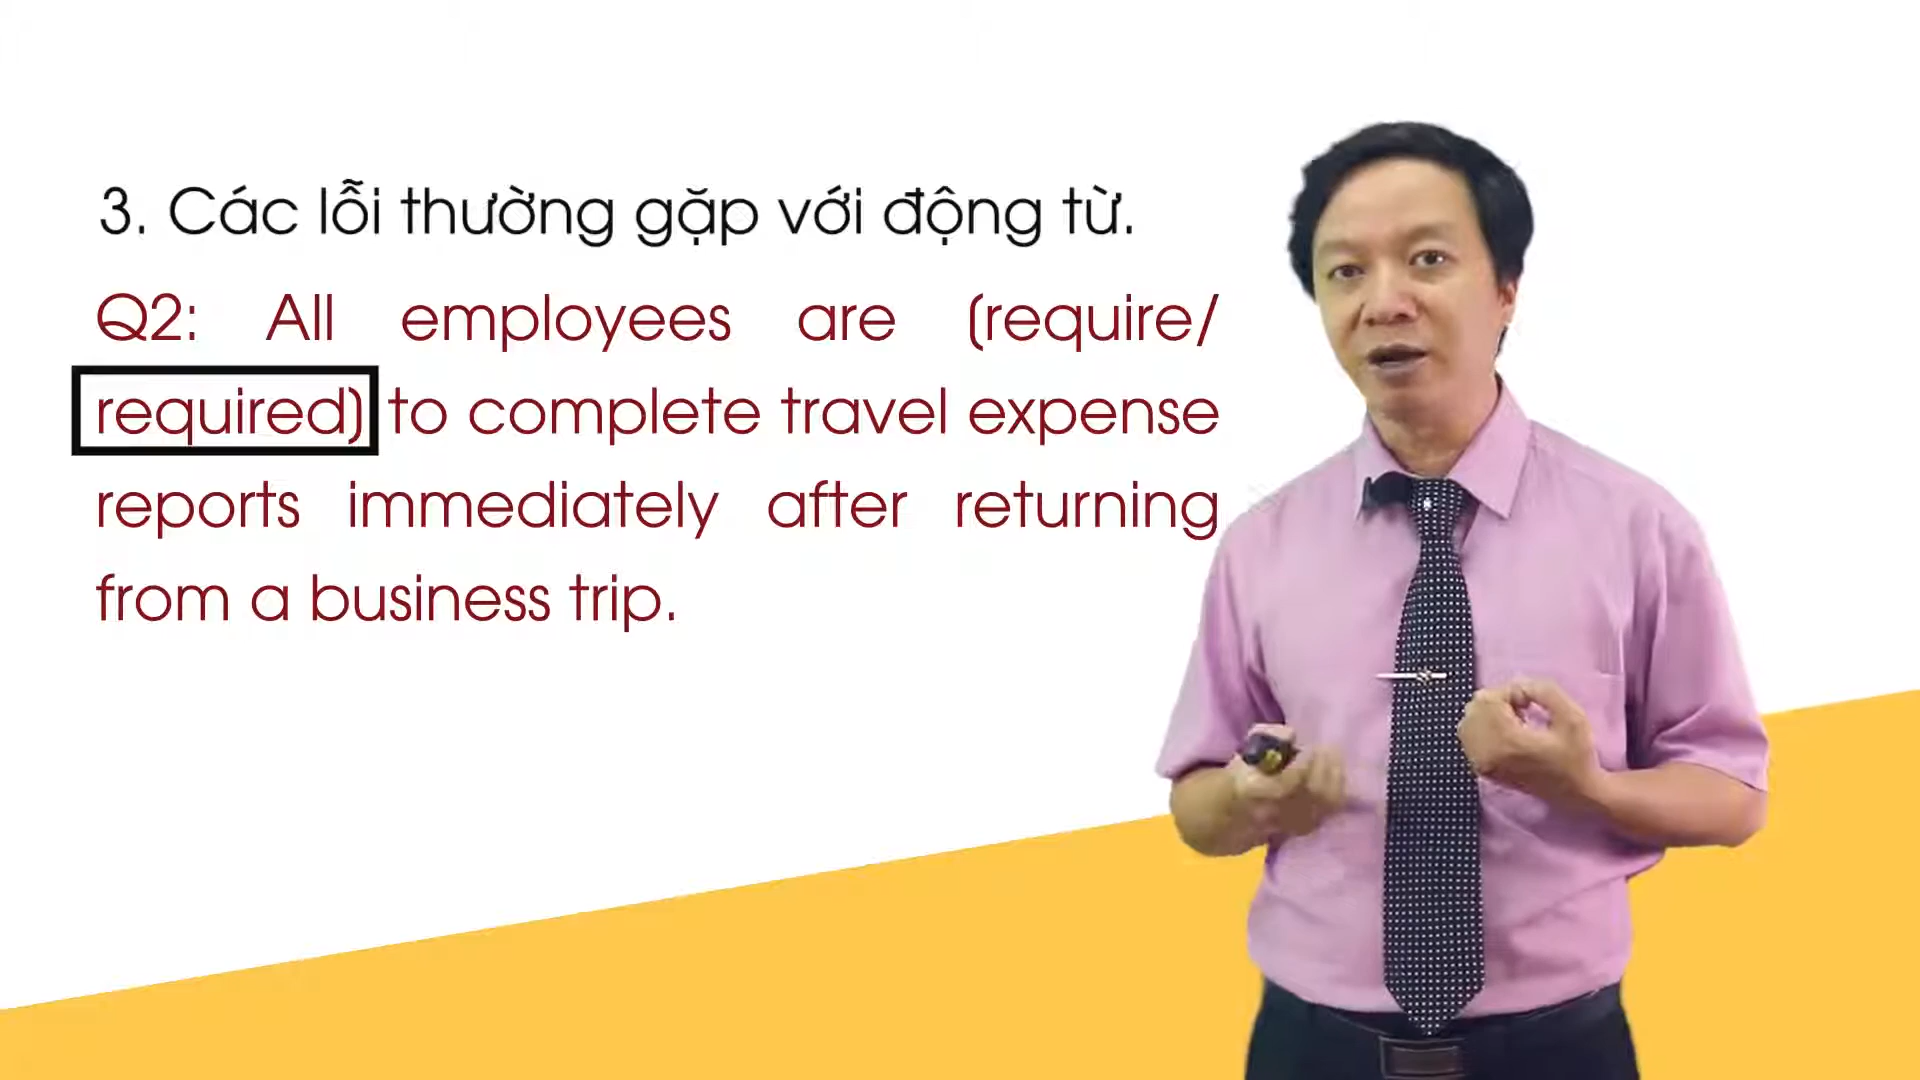 3. Các lỗi thường gặp với động từ.
Q2: All employees are (require/
required) to complete travel expense
reports immediately after returning
from a business trip.